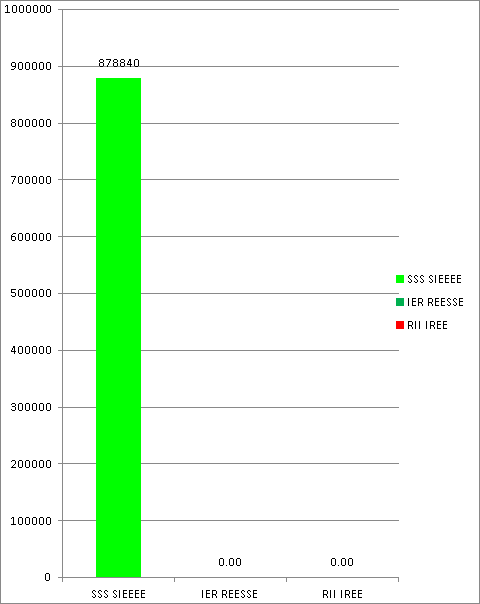 1000000
900000
878840
800000
700000
600000
500000
400000
300000
200000
100000
0
0.00
0.00
SSS SIEEEE
IER REESSE
RII IREE
SSS SIEEEE
IER REESSE
RII IREE